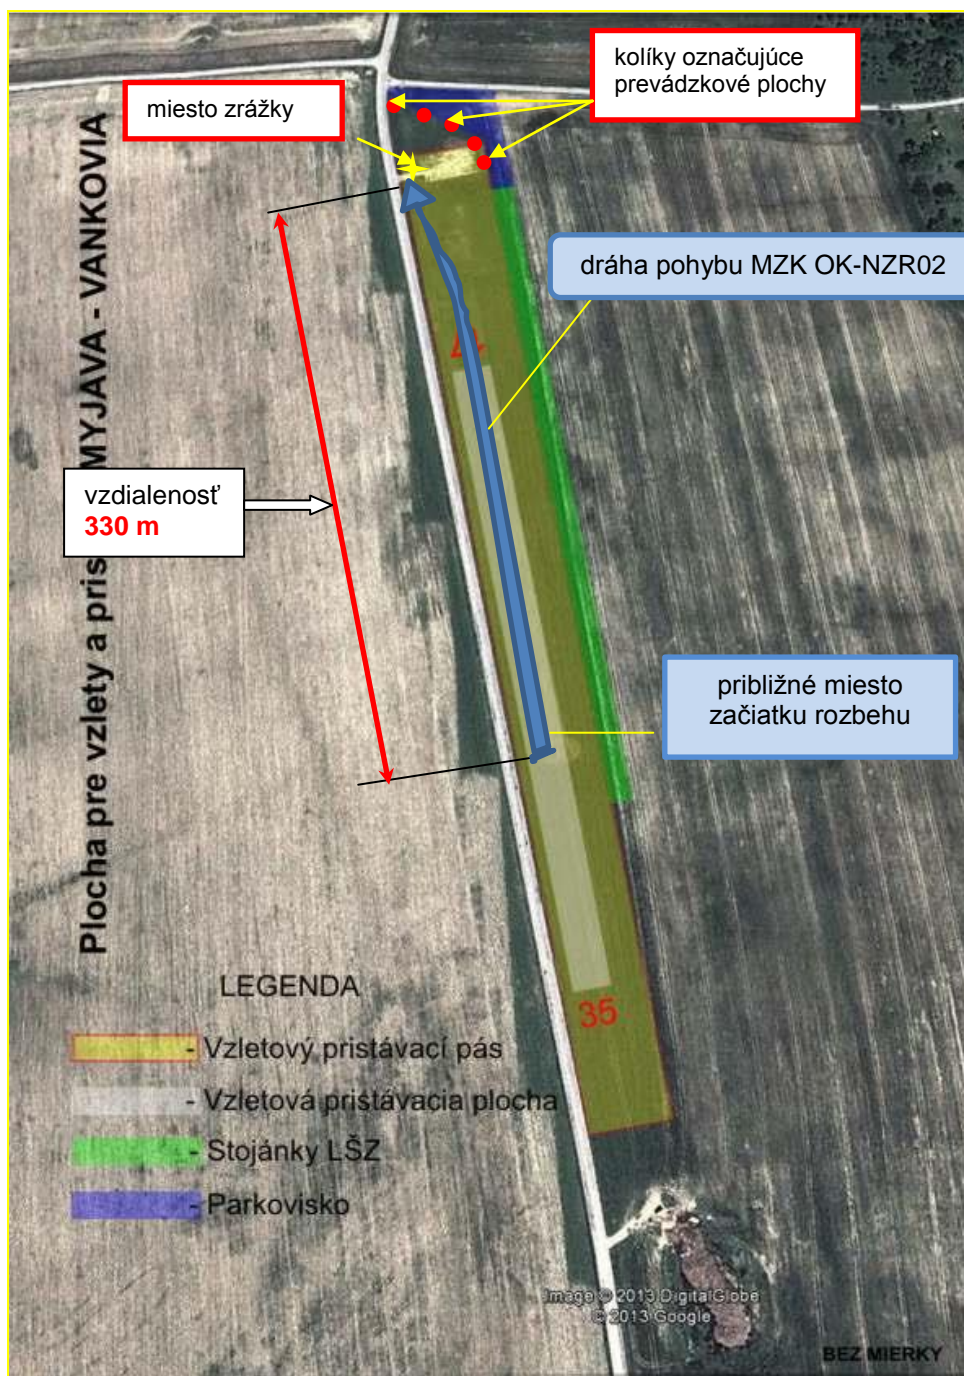 kolíky označujúce
prevádzkové plochy
miesto zrážky
dráha pohybu MZK OK-NZR02
Plocha pre vzlety a pris MYJAVA - VANKOVIA
vzdialenosť
330 m
približné miesto
začiatku rozbehu
35
LEGENDA
- Vzletový pristávací pás
- Vzletová pristávacia plocha
- Stojánky LŠZ
- Parkovisko
Image © 2013 DigitalGlobe
© 2013 Google
BEZ MIERKY